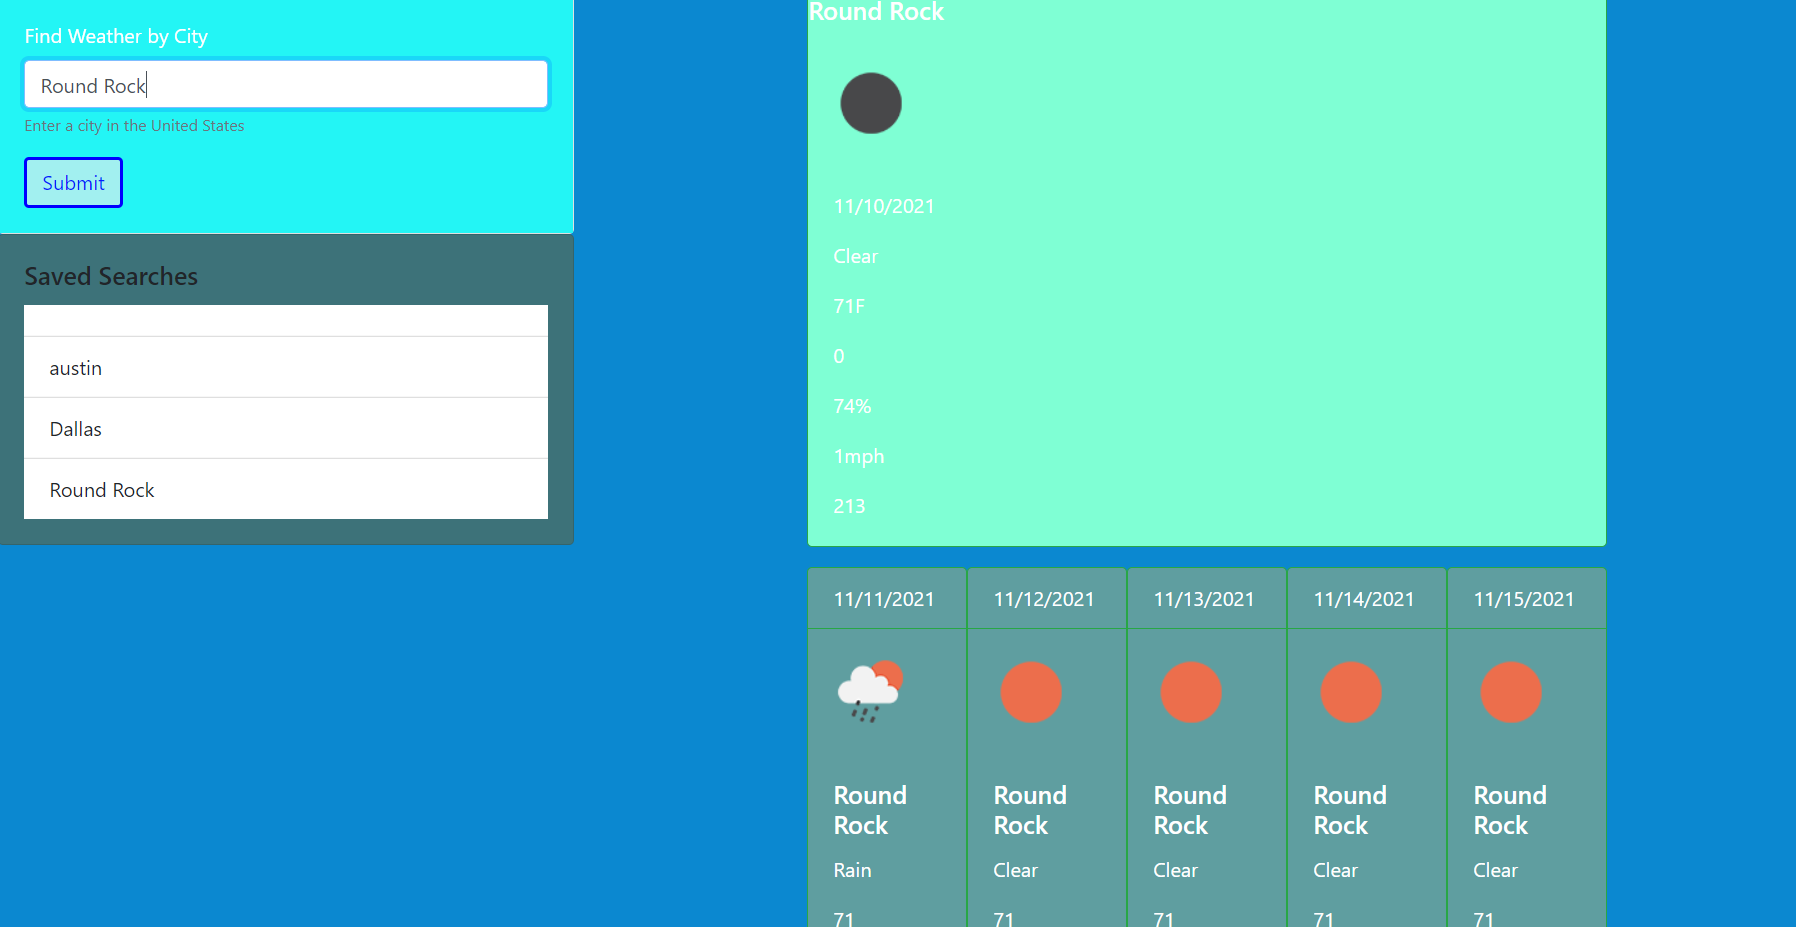 Find Weather by City
Round Rock
Enter a city in the United States
Submit
Saved Searches
austin
Dallas
Round Rock
Round Rock
11/10/2021
Clear
71F
0
74%
1mph
213
11/11/2021
Round
Rock
Rain
71
11/12/2021
Round
Rock
Clear
71
11/13/2021
Round
Rock
Clear
71
11/14/2021
Round
Rock
Clear
71
11/15/2021
Round
Rock
Clear
71